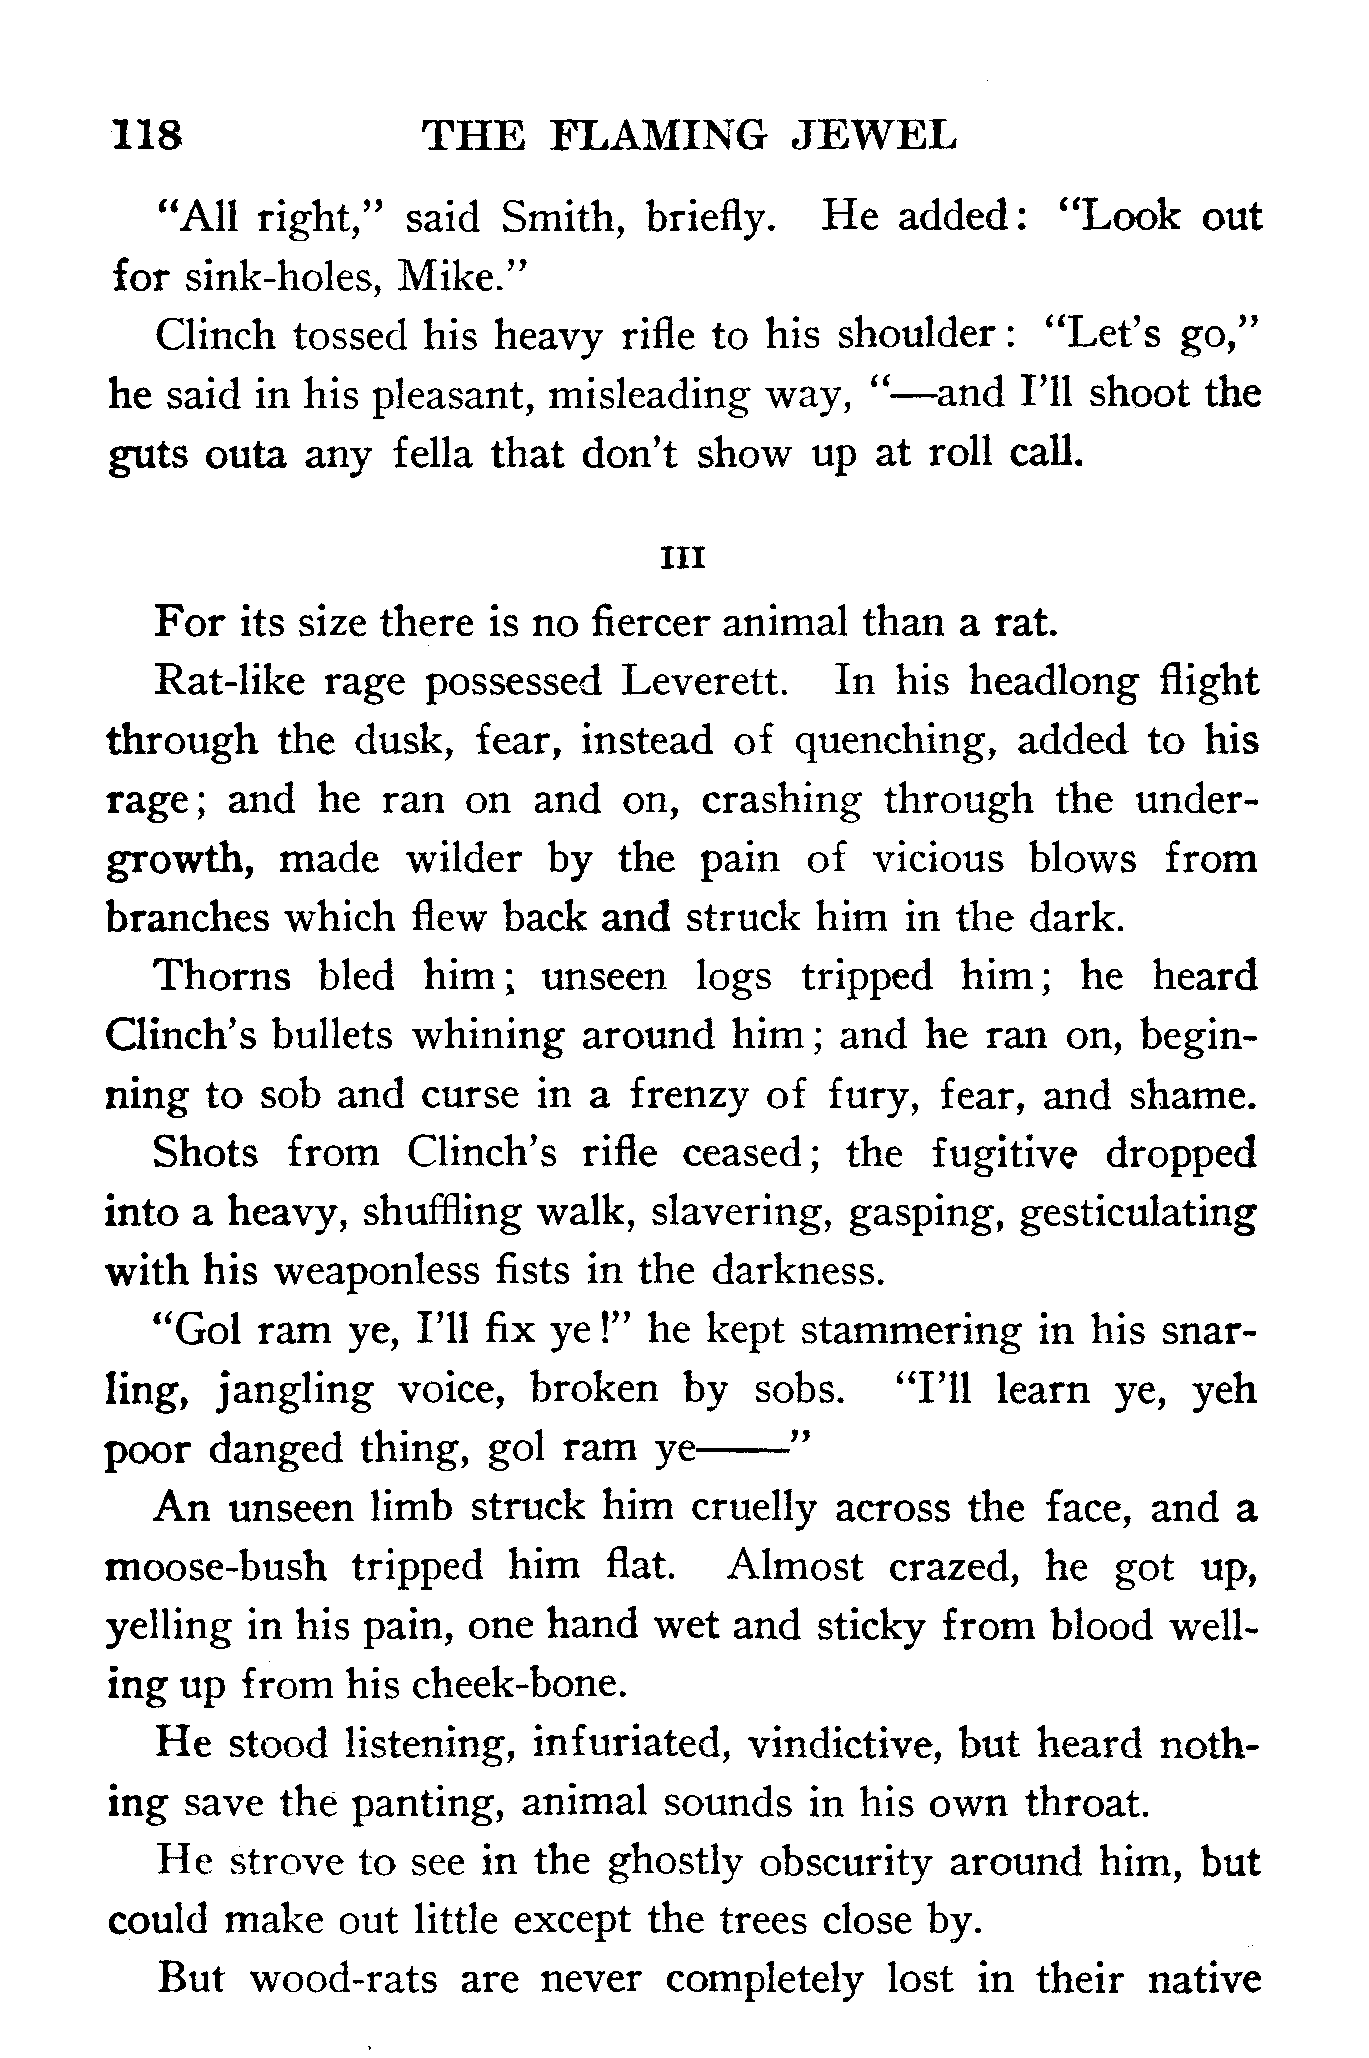 118 THE FLAMING JEWEL
“All right,” said Smith, briefly. He added: “Look out
for sink-holes, Mike.”
Clinch tossed his heavy rifle to his shoulder: “Let’s go,”
he said in his pleasant, misleading way, “—and I’ll shoot the
guts outa any fella that don’t show up at roll call.
III
For its size there is no fiercer animal than a rat.
Rat-like rage possessed Leverett. In his headlong flight
through the dusk, fear, instead of quenching, added to his
rage; and he ran on and on, crashing through the under-
growth, made wilder by the pain of vicious blows from
branches which flew back and struck him in the dark.
Thorns bled him; unseen logs tripped him; he heard
Clinch’s bullets whining around him; and he ran on, begin-
ning to sob and curse in a frenzy of fury, fear, and shame.
Shots from Clinch’s rifle ceased; the fugitive dropped
into a heavy, shuffling walk, slavering, gasping, gesticulating
with his weaponless fists in the darkness.
“Gol ram ye, I’ll fix ye!” he kept stammering in his snar-
ling, jangling voice, broken by sobs. “I’ll learn ye, yeh
poor danged thing, gol ram ye——”
An unseen limb struck him cruelly across the face, and a
moose-bush tripped him flat. Almost crazed, he got up,
yelling in his pain, one hand wet and sticky from blood well-
ing up from his cheek-bone.
He stood listening, infuriated, vindictive, but heard noth-
ing save the panting, animal sounds in his own throat.
He strove to see in the ghostly obscurity around him, but
could make out little except the trees close by.
But wood-rats are never completely lost in their native